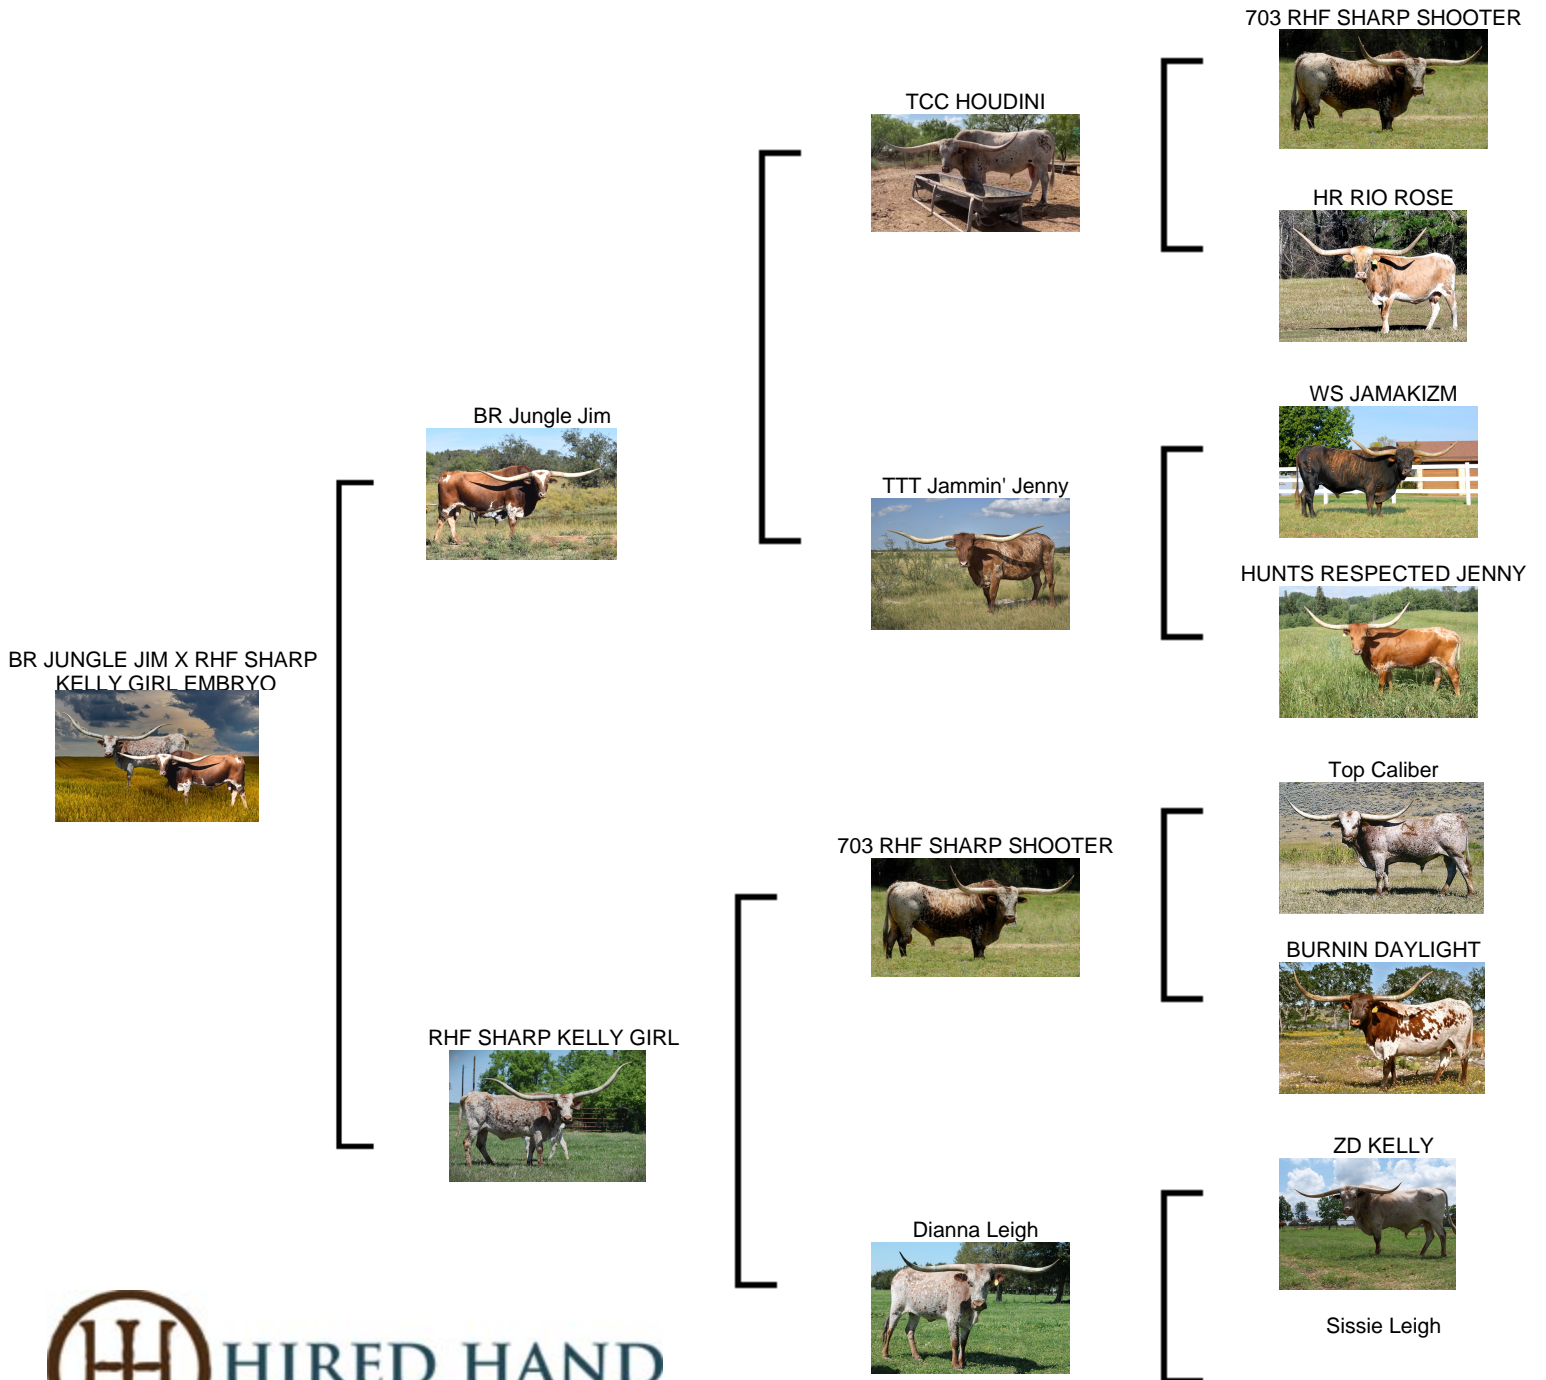 703 RHF SHARP SHOOTER
TCC HOUDINI
HR RIO ROSE
BR Jungle Jim
WS JAMAKIZM
TTT Jammin' Jenny
HUNTS RESPECTED JENNY
BR JUNGLE JIM X RHF SHARP
KELLY GIRL EMBRYO
Top Caliber
703 RHF SHARP SHOOTER
BURNIN DAYLIGHT
RHF SHARP KELLY GIRL
ZD KELLY
Dianna Leigh
Sissie Leigh
HIRED HAND